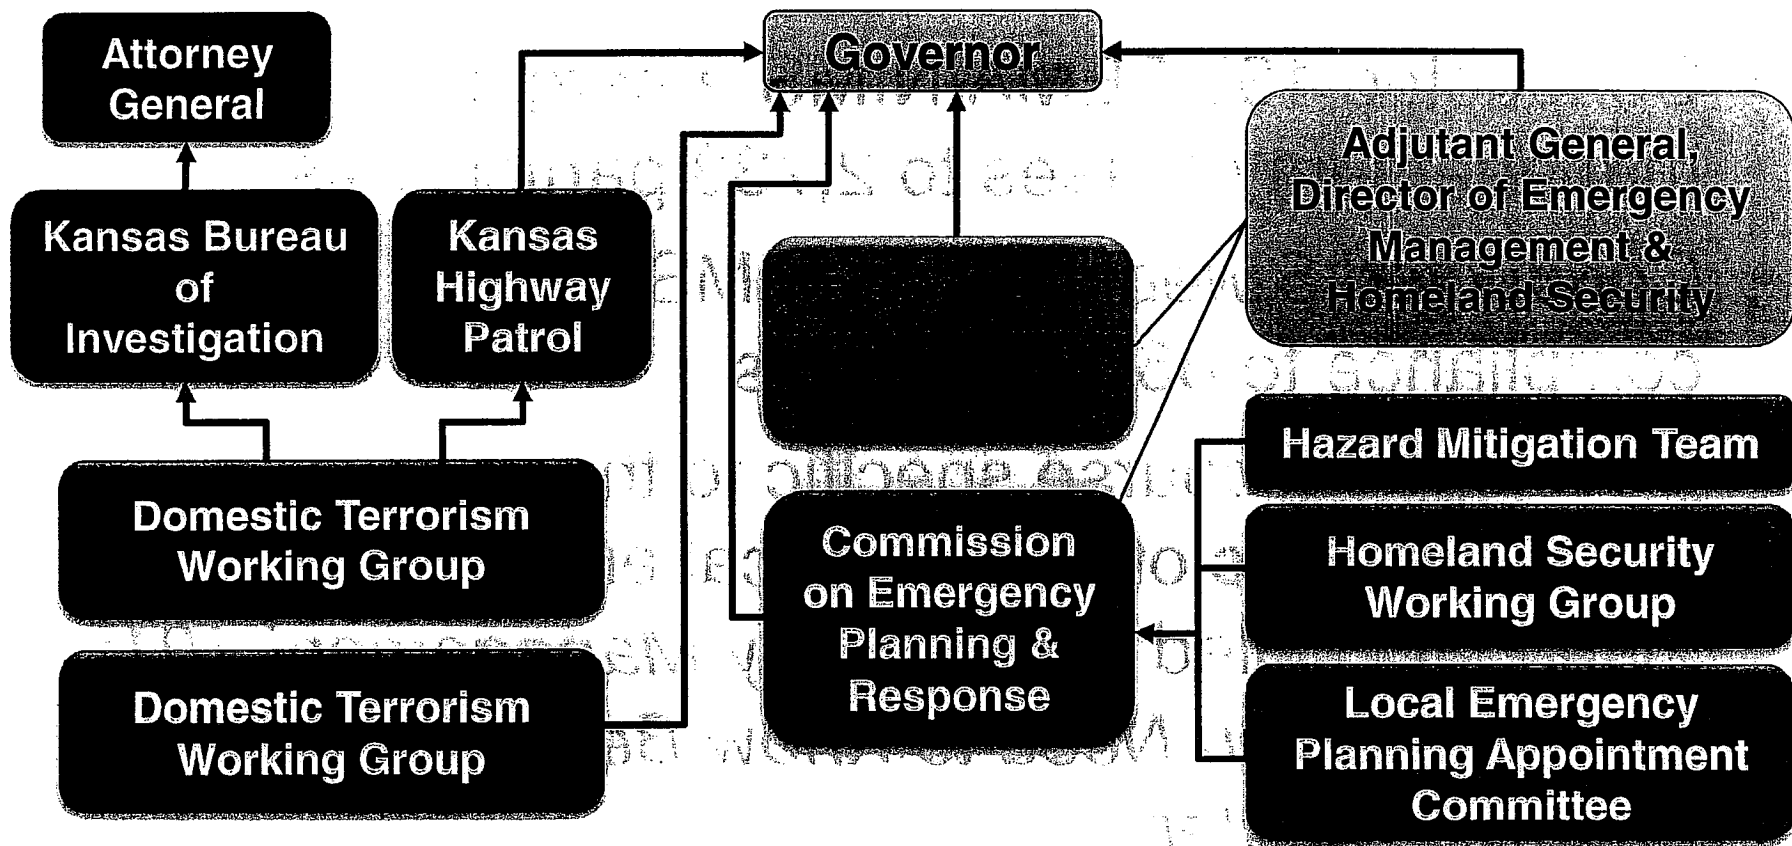 Attorney
General
Governor
Adjutant General,
Director of Emergency
Management &
Homeland Security
Kansas Bureau
of
Investigation
Kansas
Highway
Patrol
Hazard Mitigation Team
Domestic Terrorism
Working Group
Commission
on Emergency
Planning &
Response
Homeland Security
Working Group
Domestic Terrorism
Working Group
Local Emergency
Planning Appointment
Committee